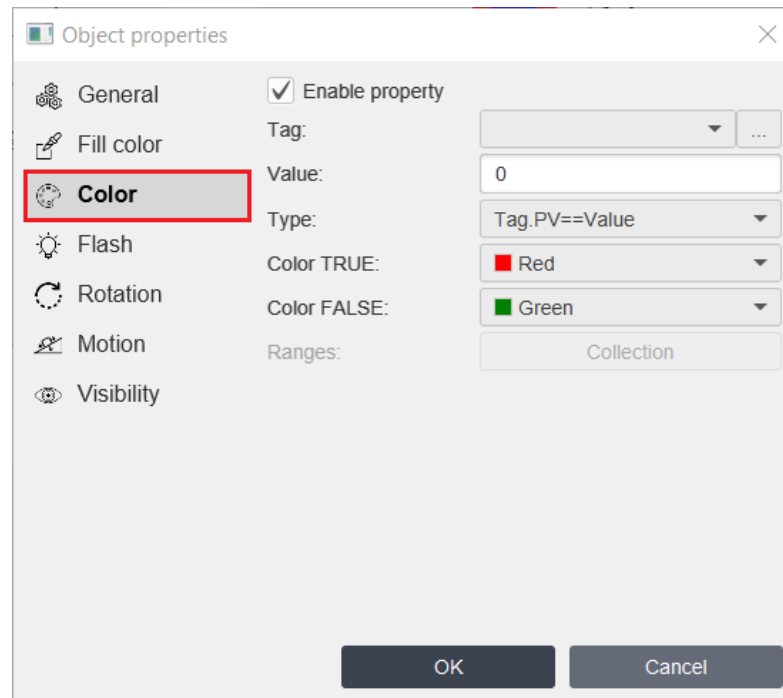 Object properties
General
Fill color
Color
Flash
Rotation
Motion
Visibility
Enable property
Tag:
...
Value:
0
Type:
Tag.PV==Value
Color TRUE:
Red
Color FALSE:
Green
Ranges:
Collection
OK
Cancel